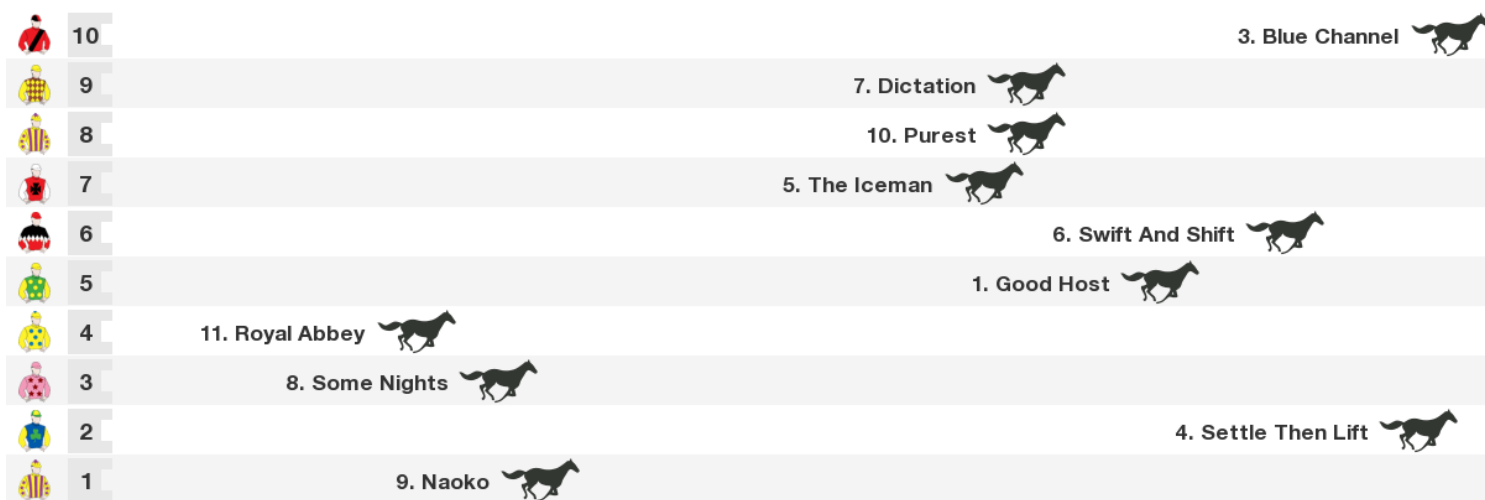 10 3. Blue Channel
9 7. Dictation
8 10. Purest
7 5. The Iceman
6 6. Swift And Shift
5 1. Good Host
4 11. Royal Abbey
3 8. Some Nights
2 4. Settle Then Lift
1 9. Naoko